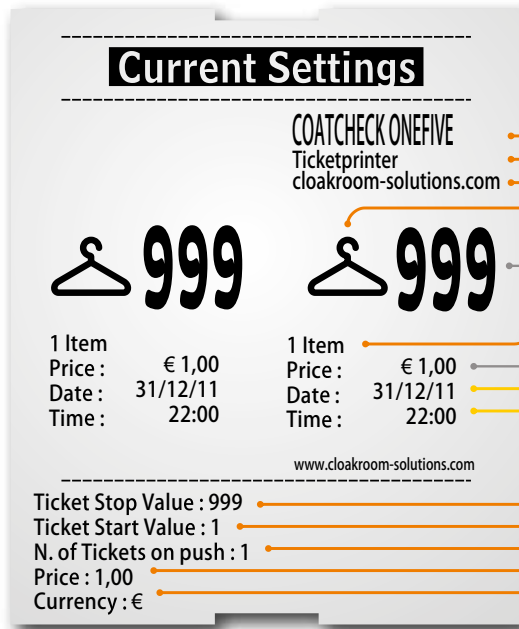 Current Settings
COATCHECK ONEFIVE
Ticketprinter
cloakroom-solutions.com
999 999
1 Item 1 Item
Price : € 1,00 Price : € 1,00
Date : 31/12/11 Date : 31/12/11
Time : 22:00 Time : 22:00
www.cloakroom-solutions.com
Ticket Stop Value : 999
Ticket Start Value : 1
N. of Tickets on push : 1
Price : 1,00
Currency : €